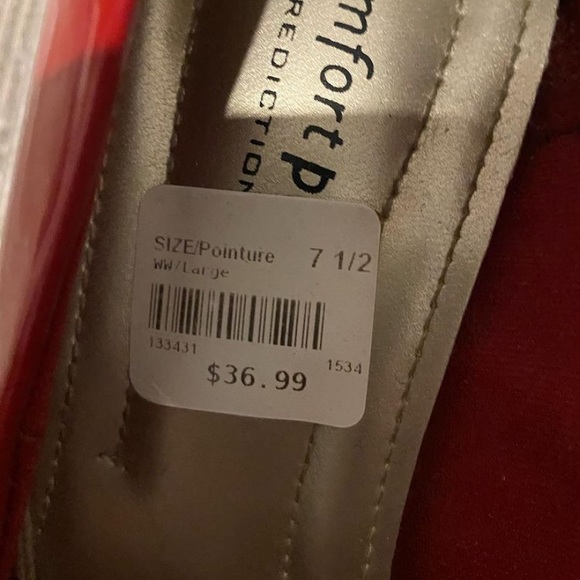 mfort p
REDICTION
SIZE/Pointure 7 1/2
WW/Large
133431
1534
$36.99